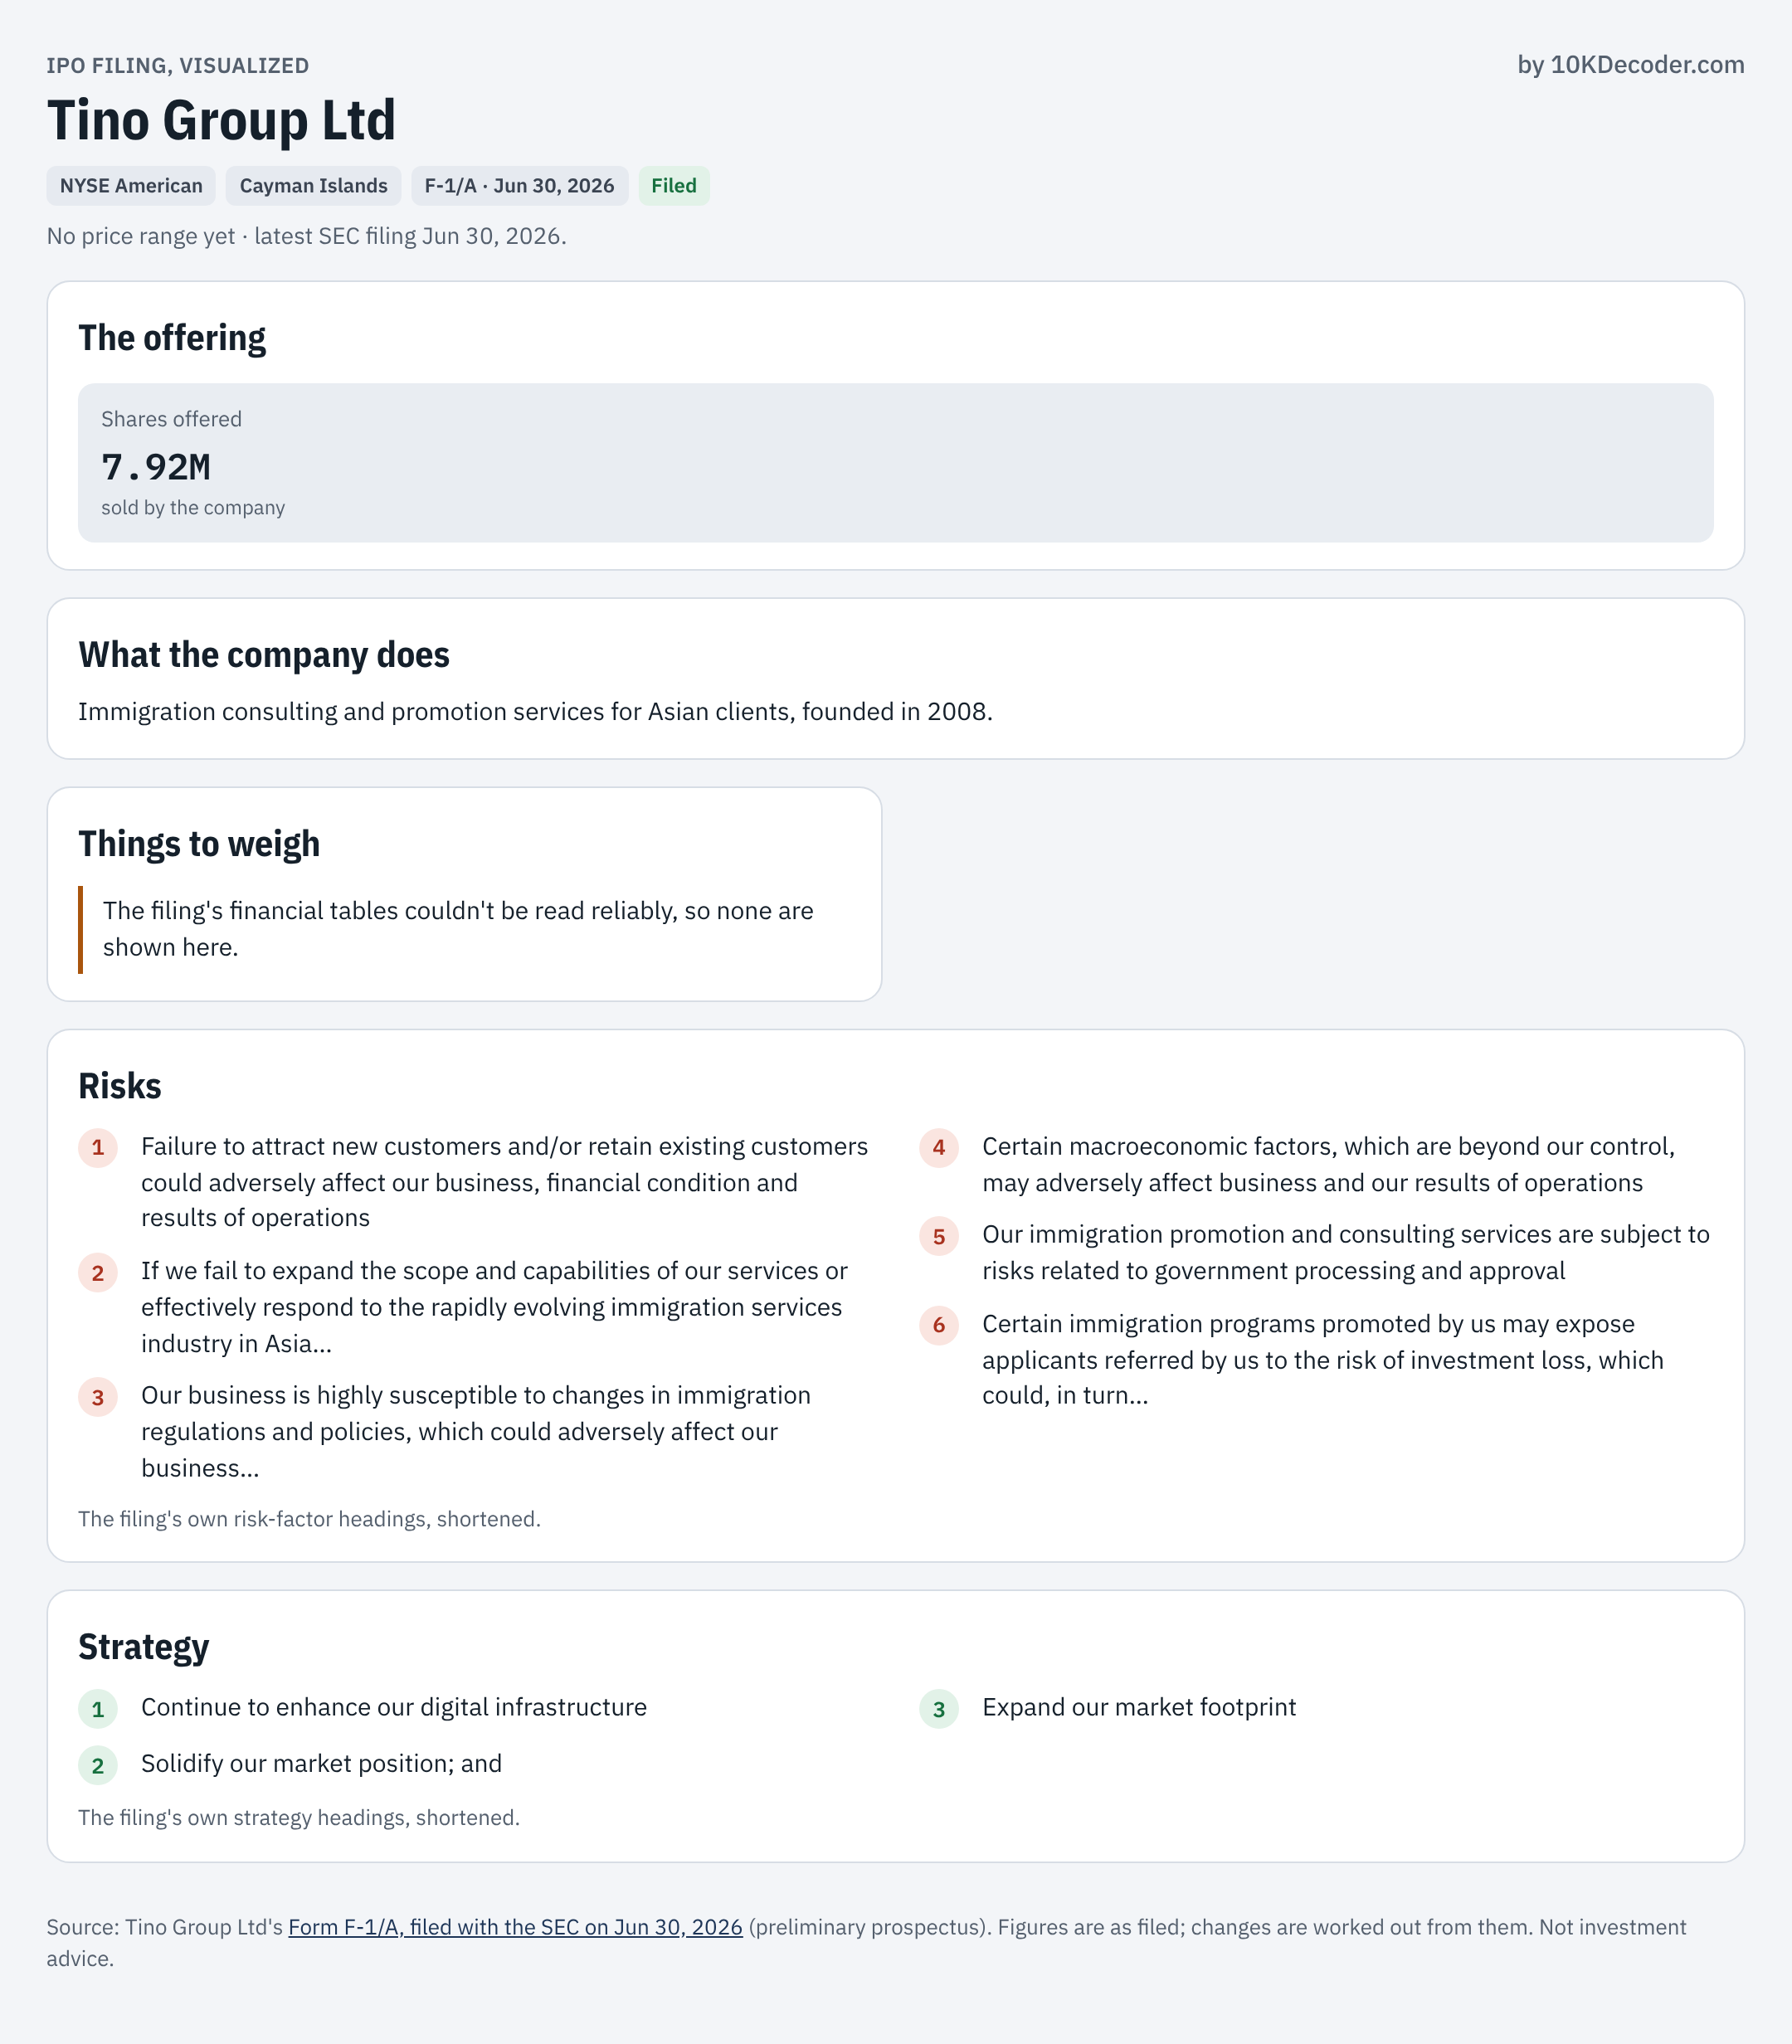 IPO FILING, VISUALIZED
by 10KDecoder.com
Tino Group Ltd
NYSE American
Cayman Islands
F-1/A · Jun 30, 2026
Filed
No price range yet · latest SEC filing Jun 30, 2026.
The offering
Shares offered
7.92M
sold by the company
What the company does
Immigration consulting and promotion services for Asian clients, founded in 2008.
Things to weigh
The filing's financial tables couldn't be read reliably, so none are
shown here.
Risks
1 Failure to attract new customers and/or retain existing customers
could adversely affect our business, financial condition and
results of operations
2 If we fail to expand the scope and capabilities of our services or
effectively respond to the rapidly evolving immigration services
industry in Asia…
3 Our business is highly susceptible to changes in immigration
regulations and policies, which could adversely affect our
business…
4 Certain macroeconomic factors, which are beyond our control,
may adversely affect business and our results of operations
5 Our immigration promotion and consulting services are subject to
risks related to government processing and approval
6 Certain immigration programs promoted by us may expose
applicants referred by us to the risk of investment loss, which
could, in turn…
The filing's own risk-factor headings, shortened.
Strategy
1 Continue to enhance our digital infrastructure
2 Solidify our market position; and
3 Expand our market footprint
The filing's own strategy headings, shortened.
Source: Tino Group Ltd's Form F-1/A, filed with the SEC on Jun 30, 2026 (preliminary prospectus). Figures are as filed; changes are worked out from them. Not investment
advice.